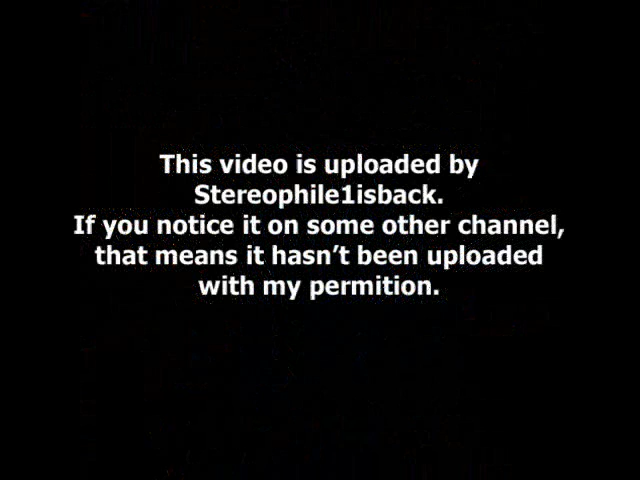 This video is uploaded by
Stereophile1isback.
If you notice it on some other channel,
that means it hasn’t been uploaded
with my permition.